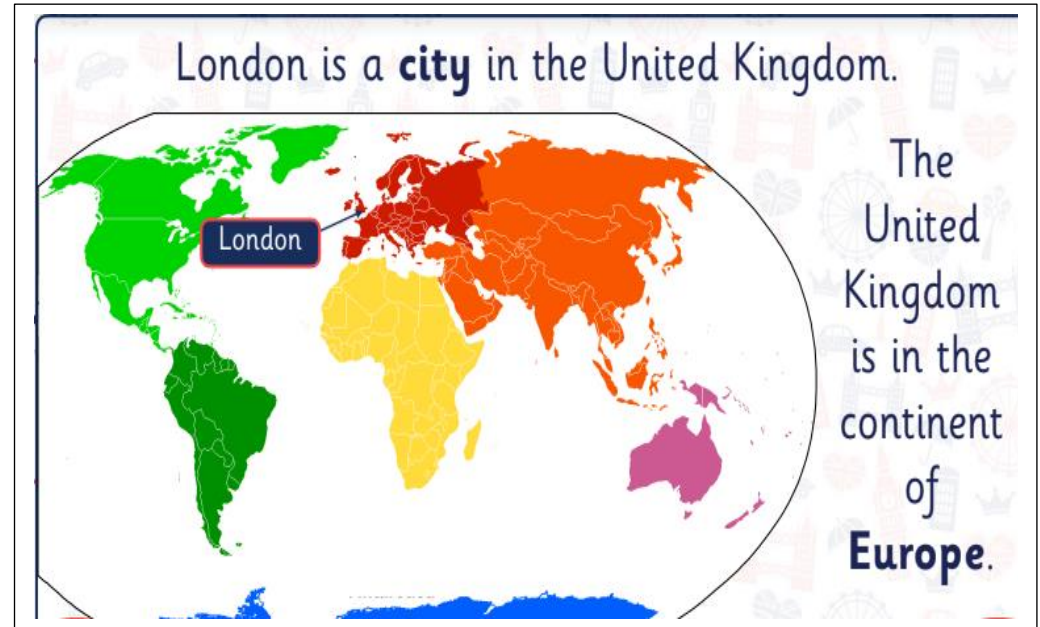 London is a city in the United Kingdom.
London
The
United
Kingdom
is in the
continent
of
Europe.